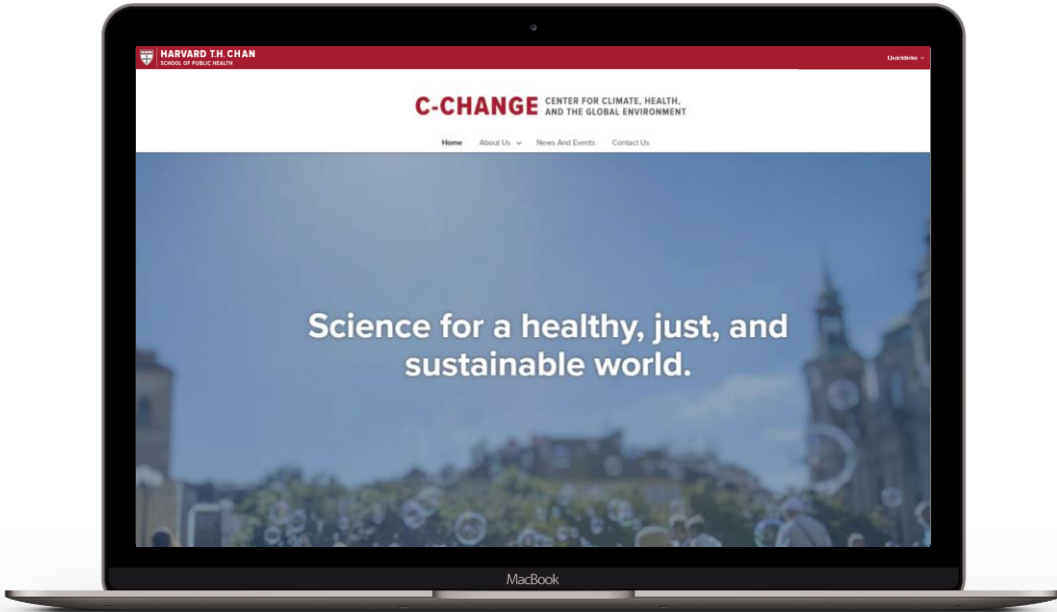 HARVARD T.H. CHAN
SCHOOL OF PUBLIC HEALTH
Quicklinks
C-CHANGE CENTER FOR CLIMATE, HEALTH,
AND THE GLOBAL ENVIRONMENT
Home About Us News And Events Contact Us
Science for a healthy, just, and
sustainable world.
MacBook